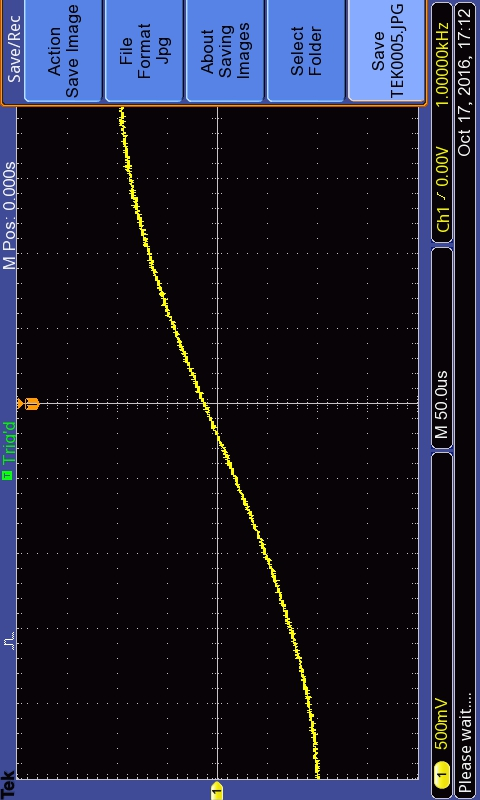 Tek
1 Trig'd
M Pos: 0.000s
Save/Rec
Action
Save Image
File
Format
Jpg
About
Saving
Images
Select
Folder
Save
TEK0005.JPG
1
1
500mV
M 50.0us
Ch1
0.00V
1.00000kHz
Please wait....
Oct 17, 2016, 17:12